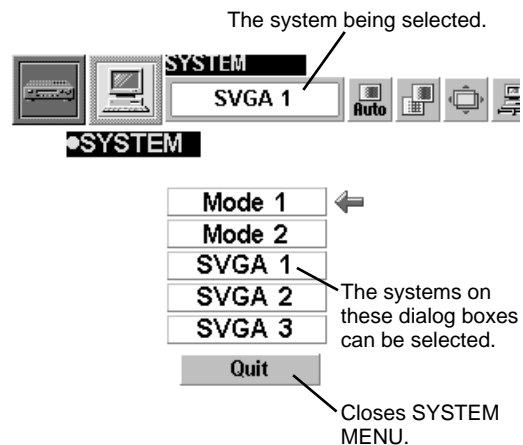 The system being selected.
SYSTEM
SVGA 1
Auto
●SYSTEM
Mode 1
Mode 2
SVGA 1
SVGA 2
SVGA 3
The systems on
these dialog boxes
can be selected.
Quit
Closes SYSTEM
MENU.